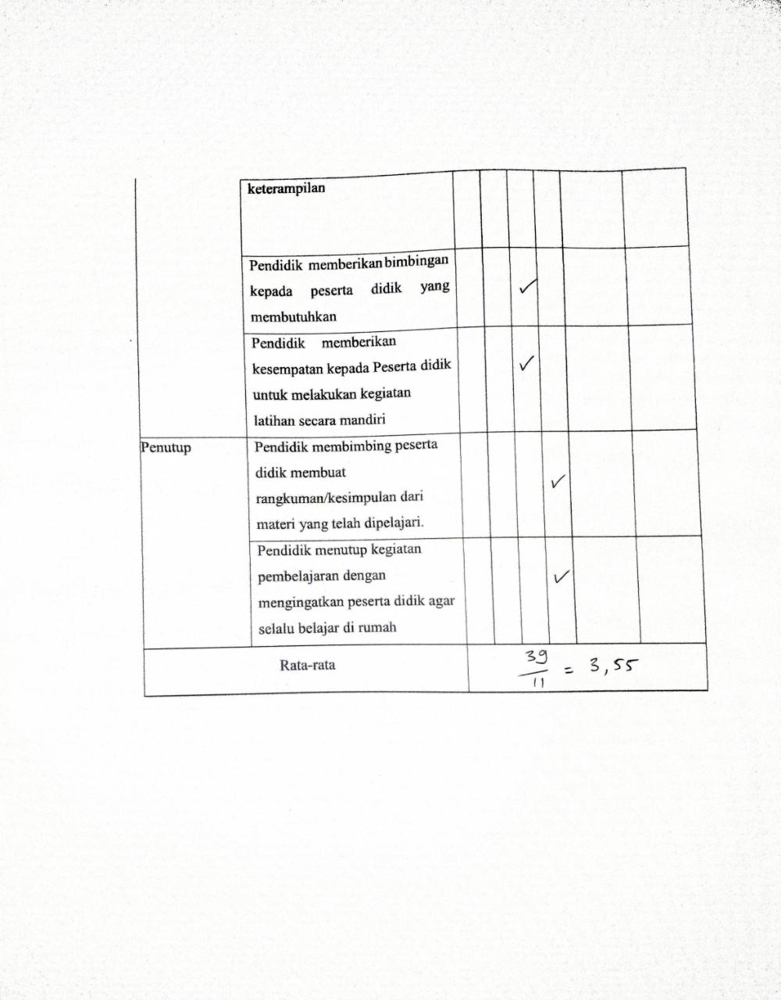 keterampilan
Pendidik memberikan bimbingan
kepada peserta didik yang
membutuhkan
✓
Pendidik memberikan
kesempatan kepada Peserta didik
untuk melakukan kegiatan
latihan secara mandiri
✓
Penutup
Pendidik membimbing peserta
didik membuat
rangkuman/kesimpulan dari
materi yang telah dipelajari.
✓
Pendidik menutup kegiatan
pembelajaran dengan
mengingatkan peserta didik agar
selalu belajar di rumah
✓
Rata-rata
39/11 = 3,55